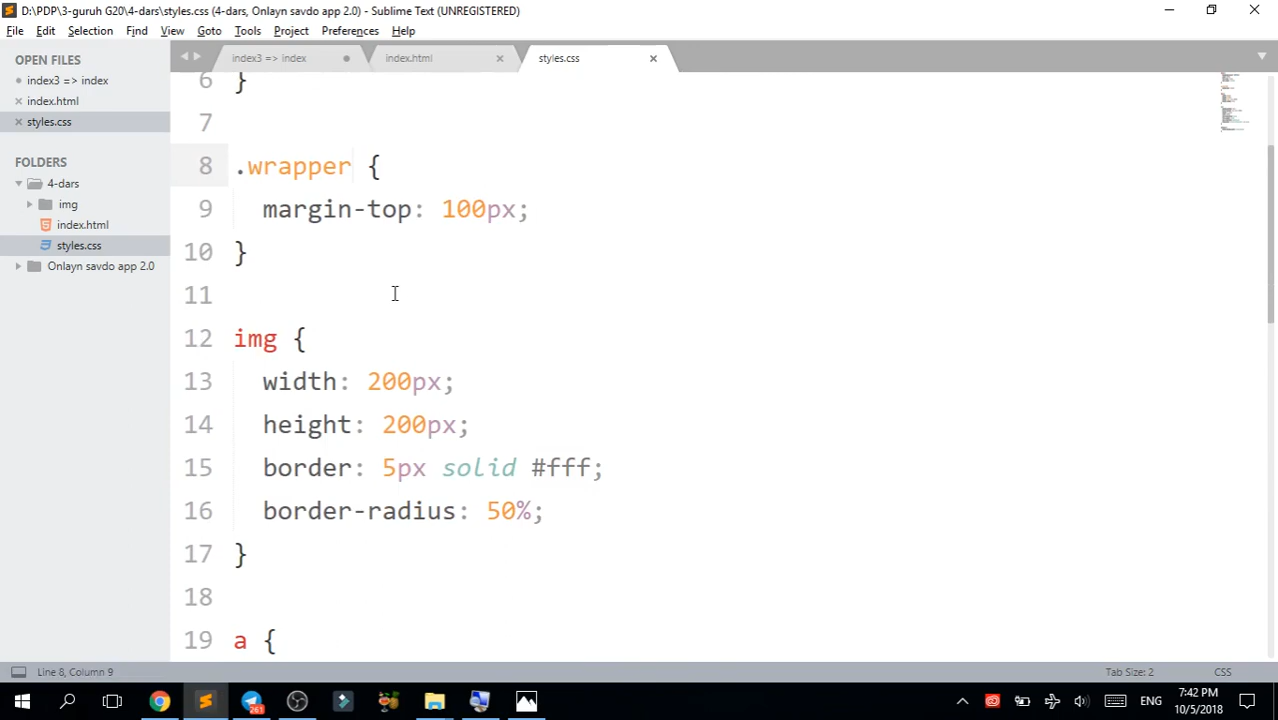 D:\PDP\3-guruh G20\4-dars\styles.css (4-dars, Onlayn savdo app 2.0) - Sublime Text (UNREGISTERED)
File Edit Selection Find View Goto Tools Project Preferences Help
OPEN FILES
index3 => index
index.html
styles.css
FOLDERS
4-dars
img
index.html
styles.css
Onlayn savdo app 2.0
index3 => index
index.html
styles.css
6 }
7
8 .wrapper {
9 margin-top: 100px;
10 }
11
12 img {
13 width: 200px;
14 height: 200px;
15 border: 5px solid #fff;
16 border-radius: 50%;
17 }
18
19 a {
Line 8, Column 9
Tab Size: 2
CSS
261
ENG
7:42 PM
10/5/2018